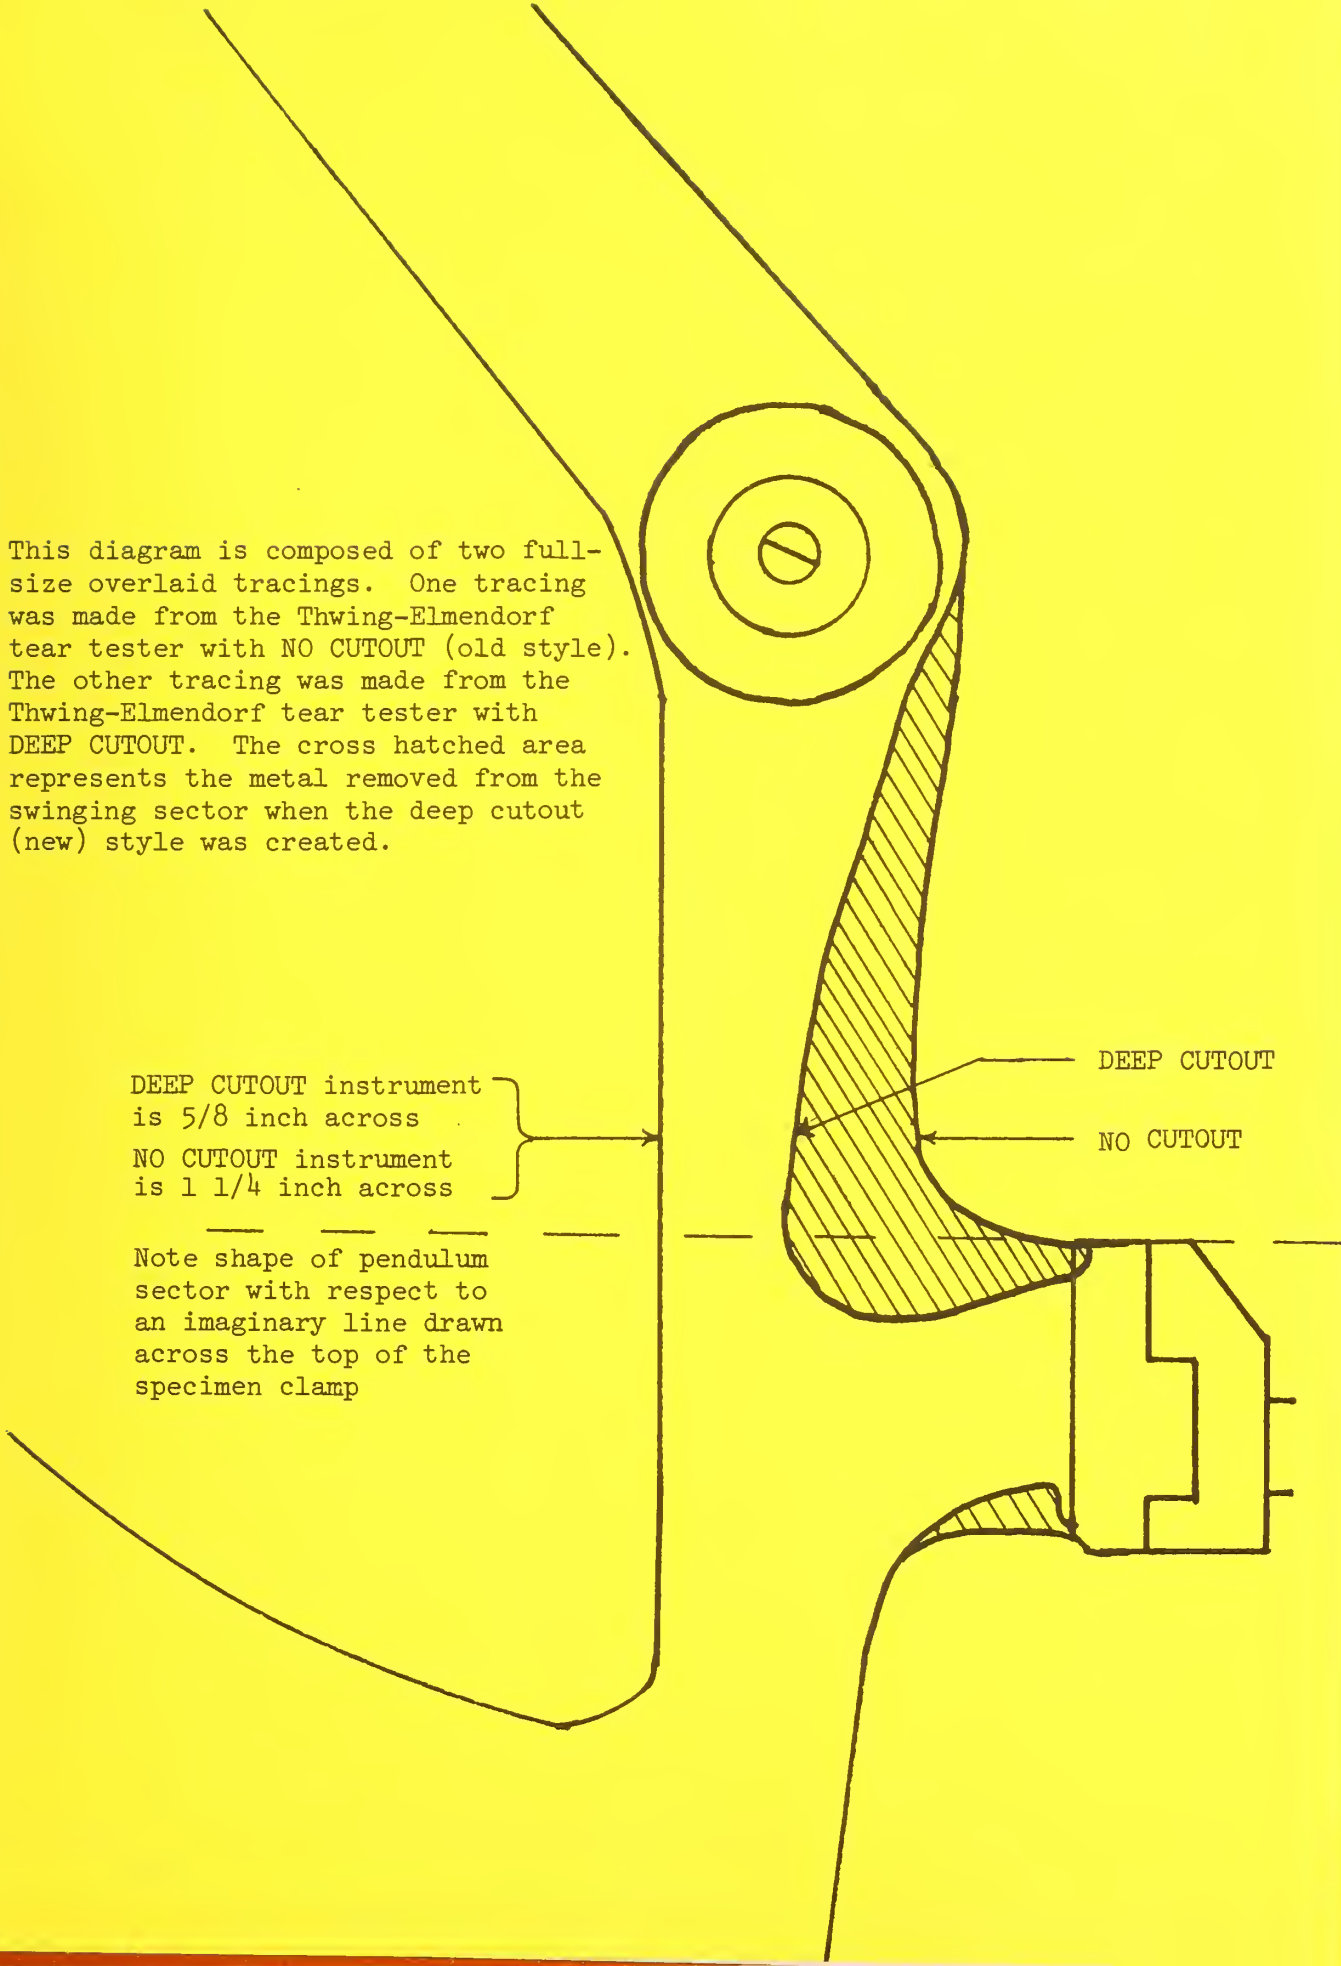 This diagram is composed of two full-
size overlaid tracings. One tracing
was made from the Thwing-Elmendorf
tear tester with NO CUTOUT (old style).
The other tracing was made from the
Thwing-Elmendorf tear tester with
DEEP CUTOUT. The cross hatched area
represents the metal removed from the
swinging sector when the deep cutout
(new) style was created.
DEEP CUTOUT instrument
is 5/8 inch across
NO CUTOUT instrument
is 1 1/4 inch across
DEEP CUTOUT
NO CUTOUT
Note shape of pendulum
sector with respect to
an imaginary line drawn
across the top of the
specimen clamp